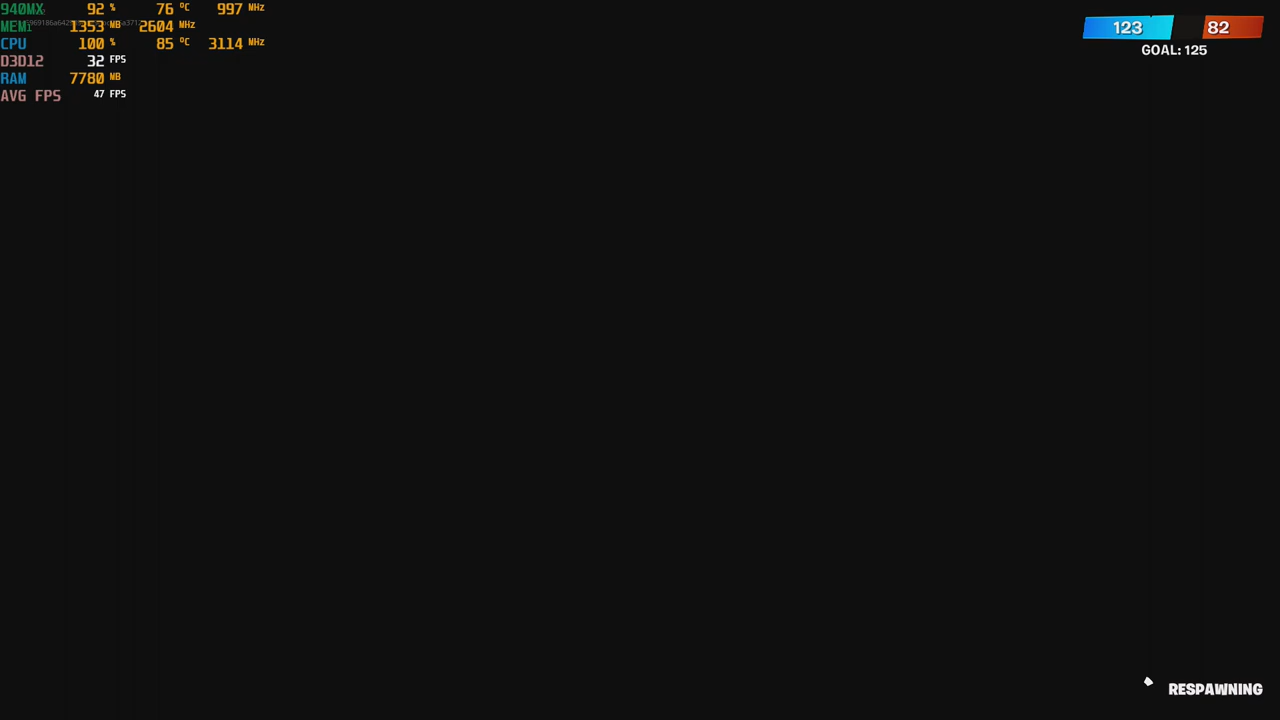 940MX 92 % 76 °C 997 MHz
MEM 1353 MB 2604 MHz
CPU 100 % 85 °C 3114 MHz
D3D12 32 FPS
RAM 7780 MB
AVG FPS 47 FPS
123 82
GOAL: 125
RESPAWNING